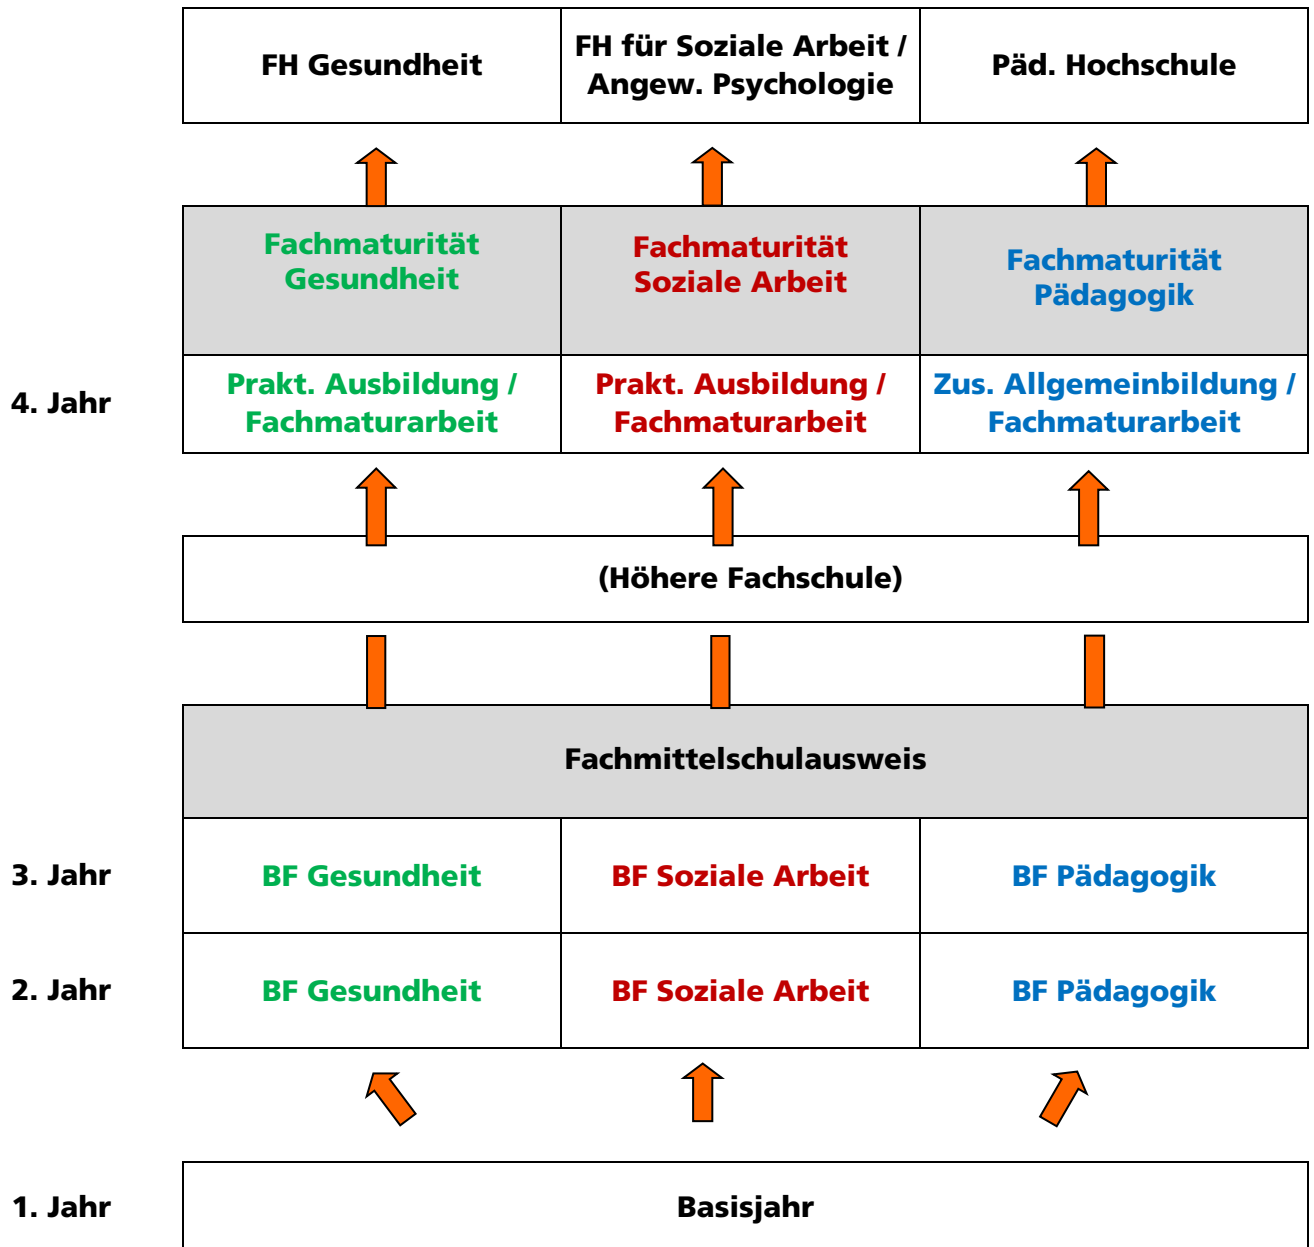 FH Gesundheit
FH für Soziale Arbeit /
Angew. Psychologie
Päd. Hochschule
Fachmaturität
Gesundheit
Fachmaturität
Soziale Arbeit
Fachmaturität
Pädagogik
4. Jahr
Prakt. Ausbildung /
Fachmaturarbeit
Prakt. Ausbildung /
Fachmaturarbeit
Zus. Allgemeinbildung /
Fachmaturarbeit
(Höhere Fachschule)
Fachmittelschulausweis
3. Jahr
BF Gesundheit
BF Soziale Arbeit
BF Pädagogik
2. Jahr
BF Gesundheit
BF Soziale Arbeit
BF Pädagogik
1. Jahr
Basisjahr